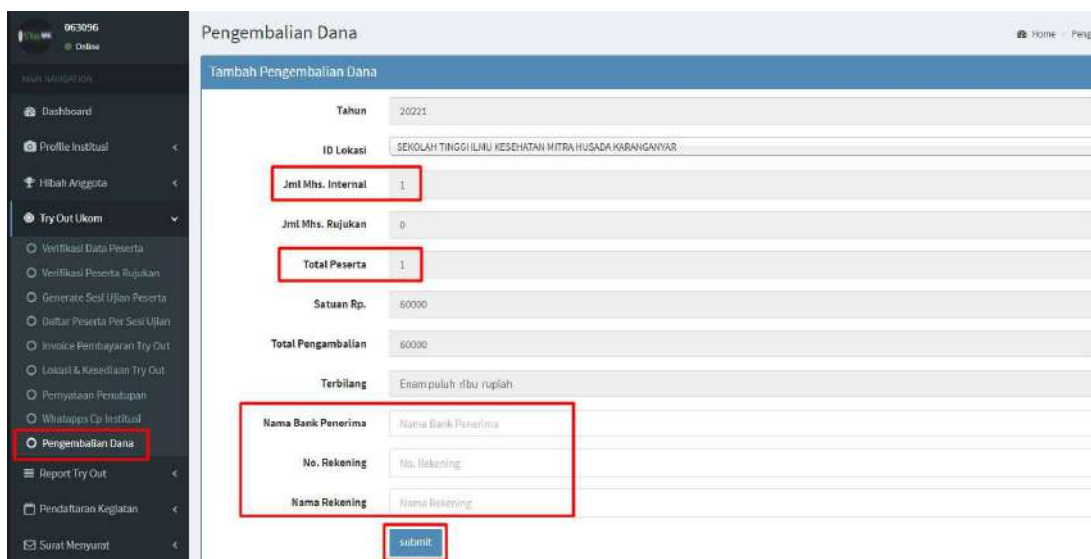 063096
Online
MAIN NAVIGATION
Dashboard
Profile Institusi
Hibah Anggota
Try Out Ukom
Verifikasi Data Peserta
Verifikasi Peserta Rujukan
Generate Sesi Ujian Peserta
Daftar Peserta Per Sesi Ujian
Invoice Pembayaran Try Out
Lokasi & Kesediaan Try Out
Pernyataan Penutupan
Whatapps Cp Institusi
Pengembalian Dana
Report Try Out
Pendaftaran Kegiatan
Surat Menyurat
Pengembalian Dana
Home
Peng
Tambah Pengembalian Dana
Tahun 20221
ID Lokasi SEKOLAH TINGGI ILMU KESEHATAN MITRA HUSADA KARANGANYAR
Jml Mhs. Internal 1
Jml Mhs. Rujukan 0
Total Peserta 1
Satuan Rp. 60000
Total Pengambalian 60000
Terbilang Enam puluh ribu rupiah
Nama Bank Penerima Nama Bank Penerima
No. Rekening No. Rekening
Nama Rekening Nama Rekening
submit